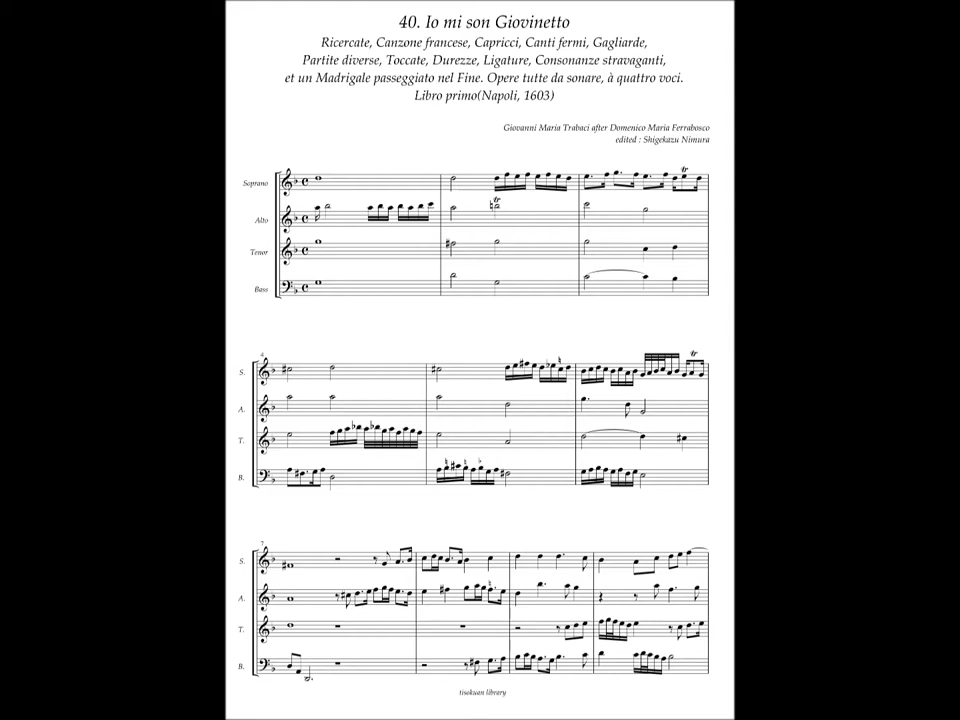 40. Io mi son Giovinetto
Ricercate, Canzone francese, Capricci, Canti fermi, Gagliarde,
Partite diverse, Toccate, Durezze, Ligature, Consonanze stravaganti,
et un Madrigale passeggiato nel Fine. Opere tutte da sonare, à quattro voci.
Libro primo(Napoli, 1603)
Giovanni Maria Trabaci after Domenico Maria Ferrabosco
edited : Shigekazu Nimura
Soprano
Alto
Tenor
Bass
4
S.
A.
T.
B.
7
S.
A.
T.
B.
tisekuan library